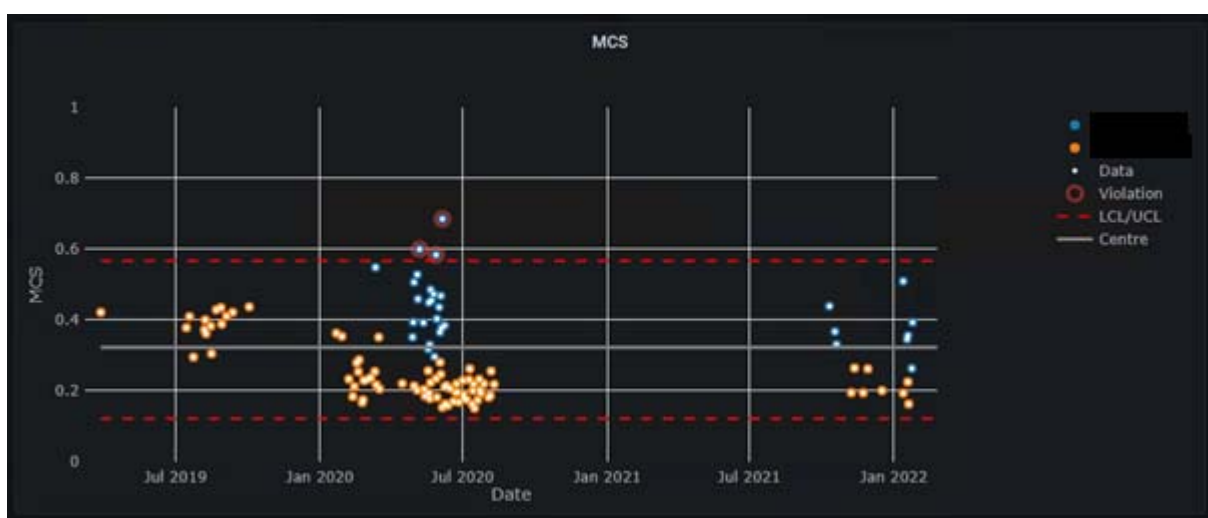 MCS
1
0.8
0.6
0.4
0.2
0
MCS
Jul 2019
Jan 2020
Jul 2020
Jan 2021
Jul 2021
Jan 2022
Date
Data
Violation
LCL/UCL
Centre